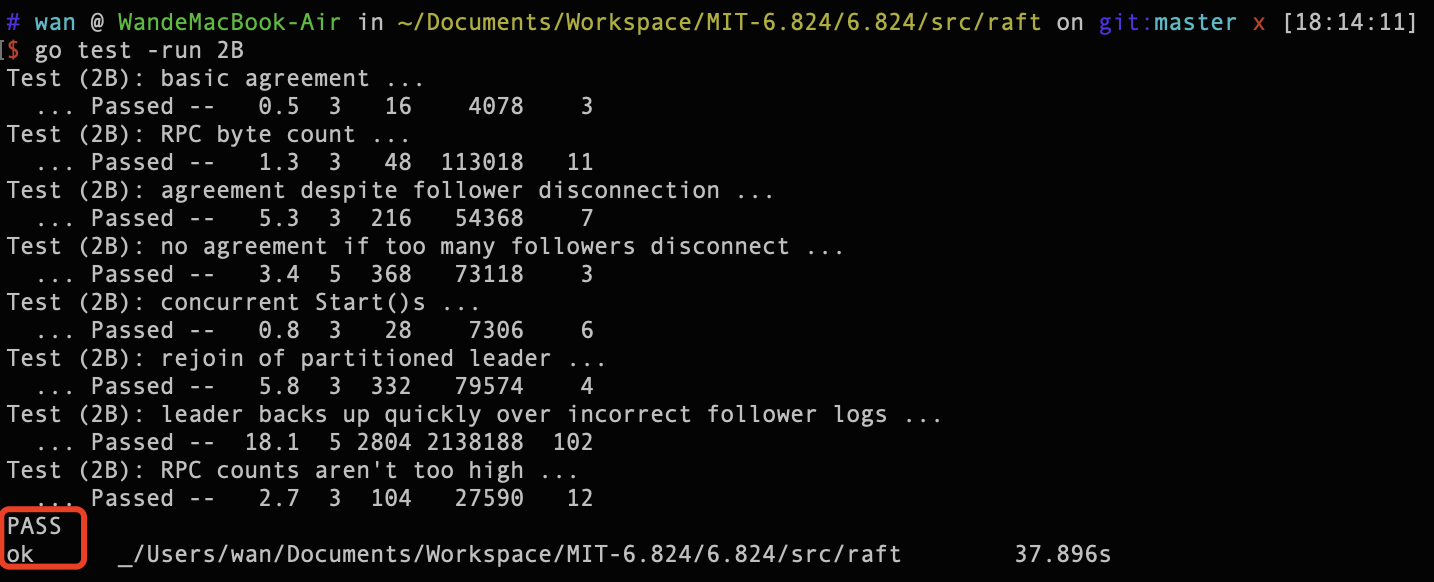 # wan @ WandeMacBook-Air in ~/Documents/Workspace/MIT-6.824/6.824/src/raft on git:master x [18:14:11]
[$ go test -run 2B
Test (2B): basic agreement ...
  ... Passed --   0.5  3   16    4078    3
Test (2B): RPC byte count ...
  ... Passed --   1.3  3   48  113018   11
Test (2B): agreement despite follower disconnection ...
  ... Passed --   5.3  3  216   54368    7
Test (2B): no agreement if too many followers disconnect ...
  ... Passed --   3.4  5  368   73118    3
Test (2B): concurrent Start()s ...
  ... Passed --   0.8  3   28    7306    6
Test (2B): rejoin of partitioned leader ...
  ... Passed --   5.8  3  332   79574    4
Test (2B): leader backs up quickly over incorrect follower logs ...
  ... Passed --  18.1  5 2804 2138188  102
Test (2B): RPC counts aren't too high ...
  ... Passed --   2.7  3  104   27590   12
PASS
ok  	_/Users/wan/Documents/Workspace/MIT-6.824/6.824/src/raft	37.896s